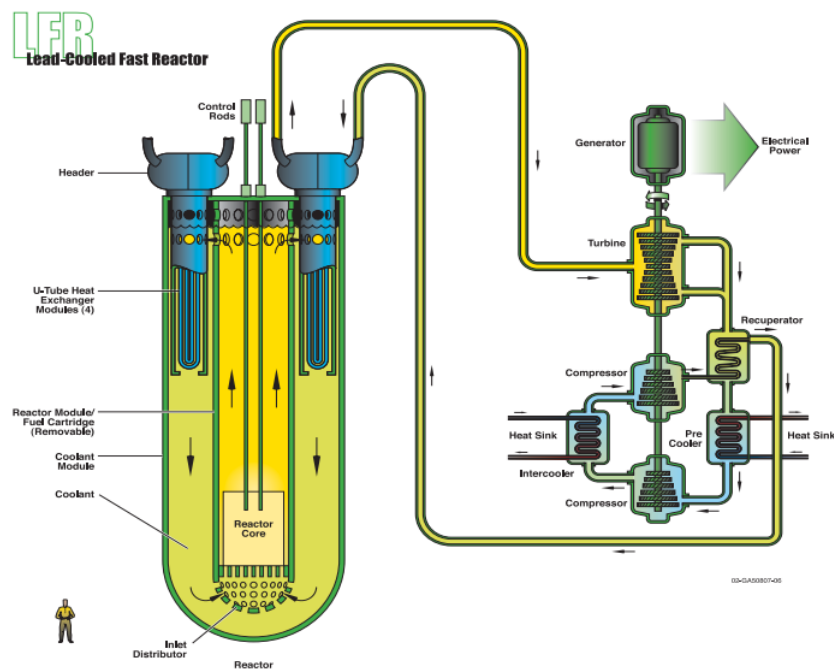 LFR
Lead-Cooled Fast Reactor
Control
Rods
Header
U-Tube Heat
Exchanger
Modules (4)
Reactor Module/
Fuel Cartridge
(Removable)
Coolant
Module
Coolant
Reactor
Core
Inlet
Distributor
Reactor
Generator
Electrical
Power
Turbine
Recuperator
Compressor
Heat Sink
Intercooler
Compressor
Pre
Cooler
Heat Sink
02-GA50807-06